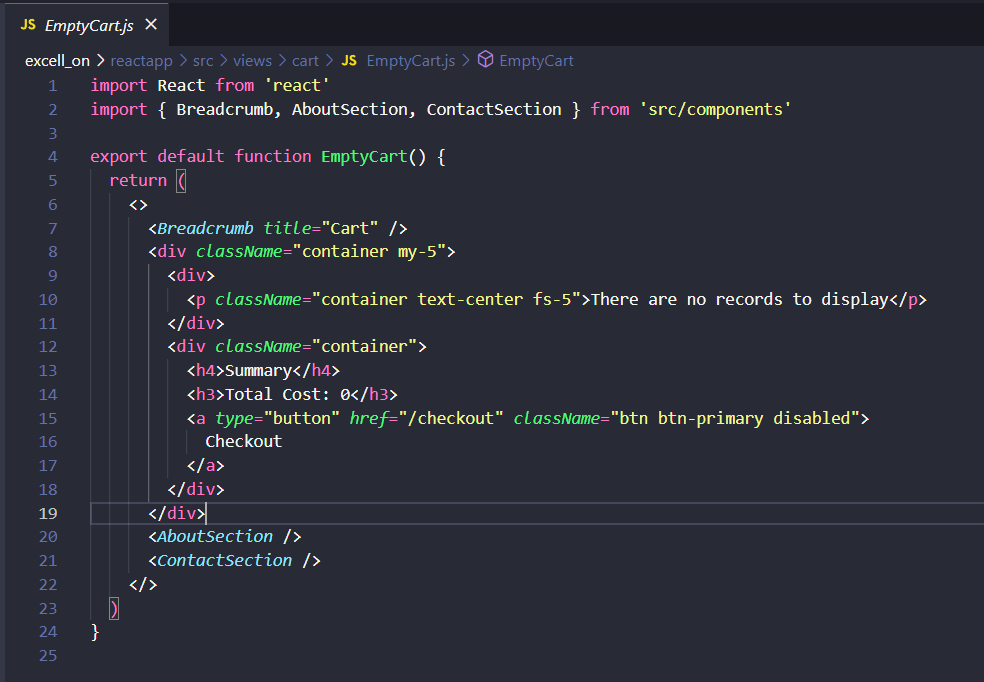 JS EmptyCart.js ×
excell_on > reactapp > src > views > cart > JS EmptyCart.js > EmptyCart
1 import React from 'react'
2 import { Breadcrumb, AboutSection, ContactSection } from 'src/components'
3
4 export default function EmptyCart() {
5   return (
6     <>
7       <Breadcrumb title="Cart" />
8       <div className="container my-5">
9         <div>
10           <p className="container text-center fs-5">There are no records to display</p>
11         </div>
12         <div className="container">
13           <h4>Summary</h4>
14           <h3>Total Cost: 0</h3>
15           <a type="button" href="/checkout" className="btn btn-primary disabled">
16             Checkout
17           </a>
18         </div>
19       </div>
20       <AboutSection />
21       <ContactSection />
22     </>
23   )
24 }
25